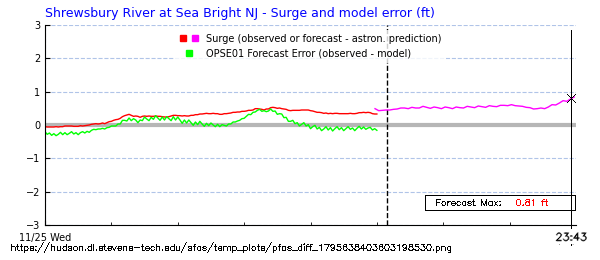 Shrewsbury River at Sea Bright NJ - Surge and model error (ft)
3
Surge (observed or forecast - astron. prediction)
OPSE01 Forecast Error (observed - model)
2
1
0
−1
−2
Forecast Max: 0.81 ft
−3
11/25 Wed 23:43
https://hudson.dl.stevens-tech.edu/sfas/temp_plots/pfas_diff_1795638403603198530.png